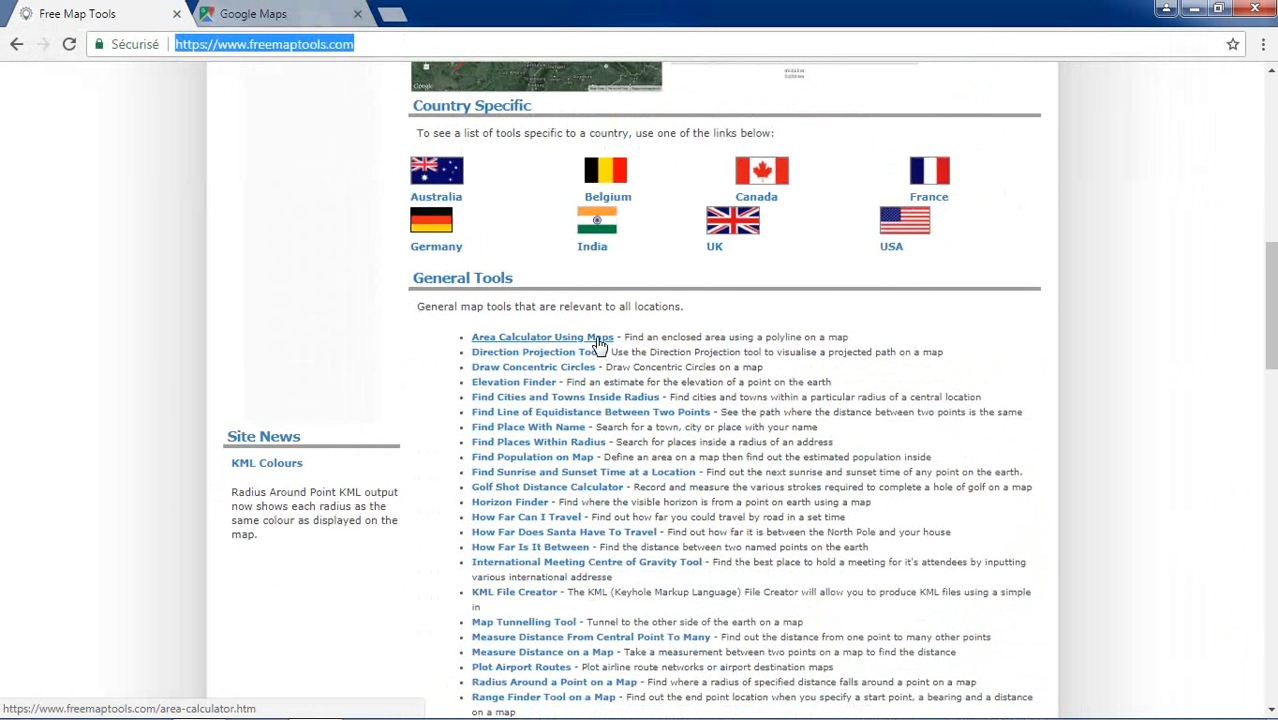 Free Map Tools
Google Maps
Sécurisé
https://www.freemaptools.com
Google
Country Specific
To see a list of tools specific to a country, use one of the links below:
Australia Belgium Canada France
Germany India UK USA
General Tools
General map tools that are relevant to all locations.
Area Calculator Using Maps - Find an enclosed area using a polyline on a map
Direction Projection Use the Direction Projection tool to visualise a projected path on a map
Draw Concentric Circles - Draw Concentric Circles on a map
Elevation Finder - Find an estimate for the elevation of a point on the earth
Find Cities and Towns Inside Radius - Find cities and towns within a particular radius of a central location
Find Line of Equidistance Between Two Points - See the path where the distance between two points is the same
Find Place With Name - Search for a town, city or place with your name
Find Places Within Radius - Search for places inside a radius of an address
Find Population on Map - Define an area on a map then find out the estimated population inside
Find Sunrise and Sunset Time at a Location - Find out the next sunrise and sunset time of any point on the earth.
Golf Shot Distance Calculator - Record and measure the various strokes required to complete a hole of golf on a map
Horizon Finder - Find where the visible horizon is from a point on earth using a map
How Far Can I Travel - Find out how far you could travel by road in a set time
How Far Does Santa Have To Travel - Find out how far it is between the North Pole and your house
How Far Is It Between - Find the distance between two named points on the earth
International Meeting Centre of Gravity Tool - Find the best place to hold a meeting for it's attendees by inputting
various international addresse
KML File Creator - The KML (Keyhole Markup Language) File Creator will allow you to produce KML files using a simple
in
Map Tunnelling Tool - Tunnel to the other side of the earth on a map
Measure Distance From Central Point To Many - Find out the distance from one point to many other points
Measure Distance on a Map - Take a measurement between two points on a map to find the distance
Plot Airport Routes - Plot airline route networks or airport destination maps
Radius Around a Point on a Map - Find where a radius of specified distance falls around a point on a map
Range Finder Tool on a Map - Find out the end point location when you specify a start point, a bearing and a distance
on a map
Site News
KML Colours
Radius Around Point KML output
now shows each radius as the
same colour as displayed on the
map.
https://www.freemaptools.com/area-calculator.htm